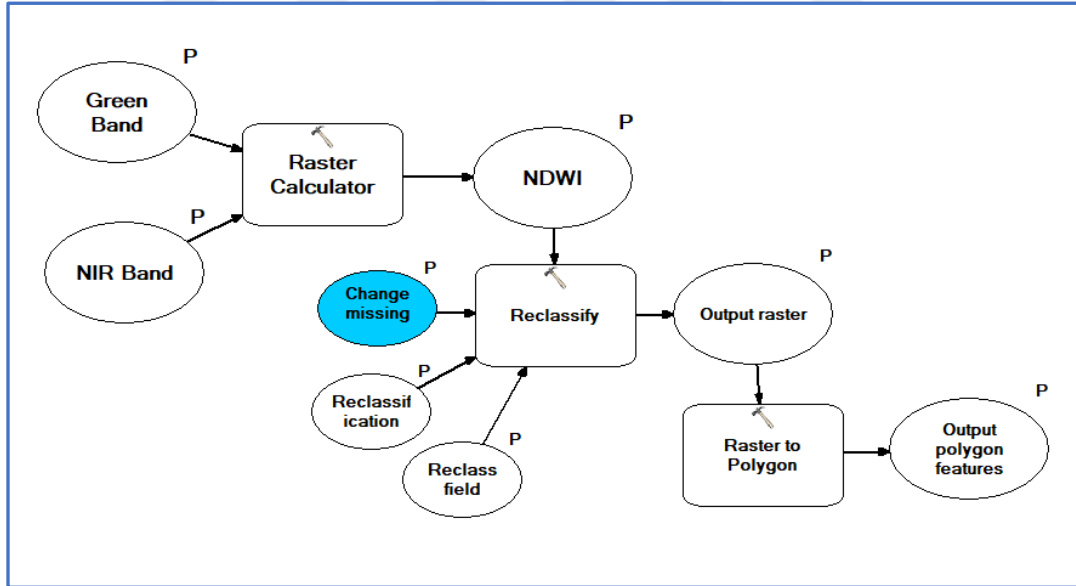 P
Green
Band
Raster
Calculator
P
NDWI
P
NIR Band
P
Change
missing
Reclassify
P
Output raster
P
Reclassif
ication
P
Reclass
field
Raster to
Polygon
P
Output
polygon
features